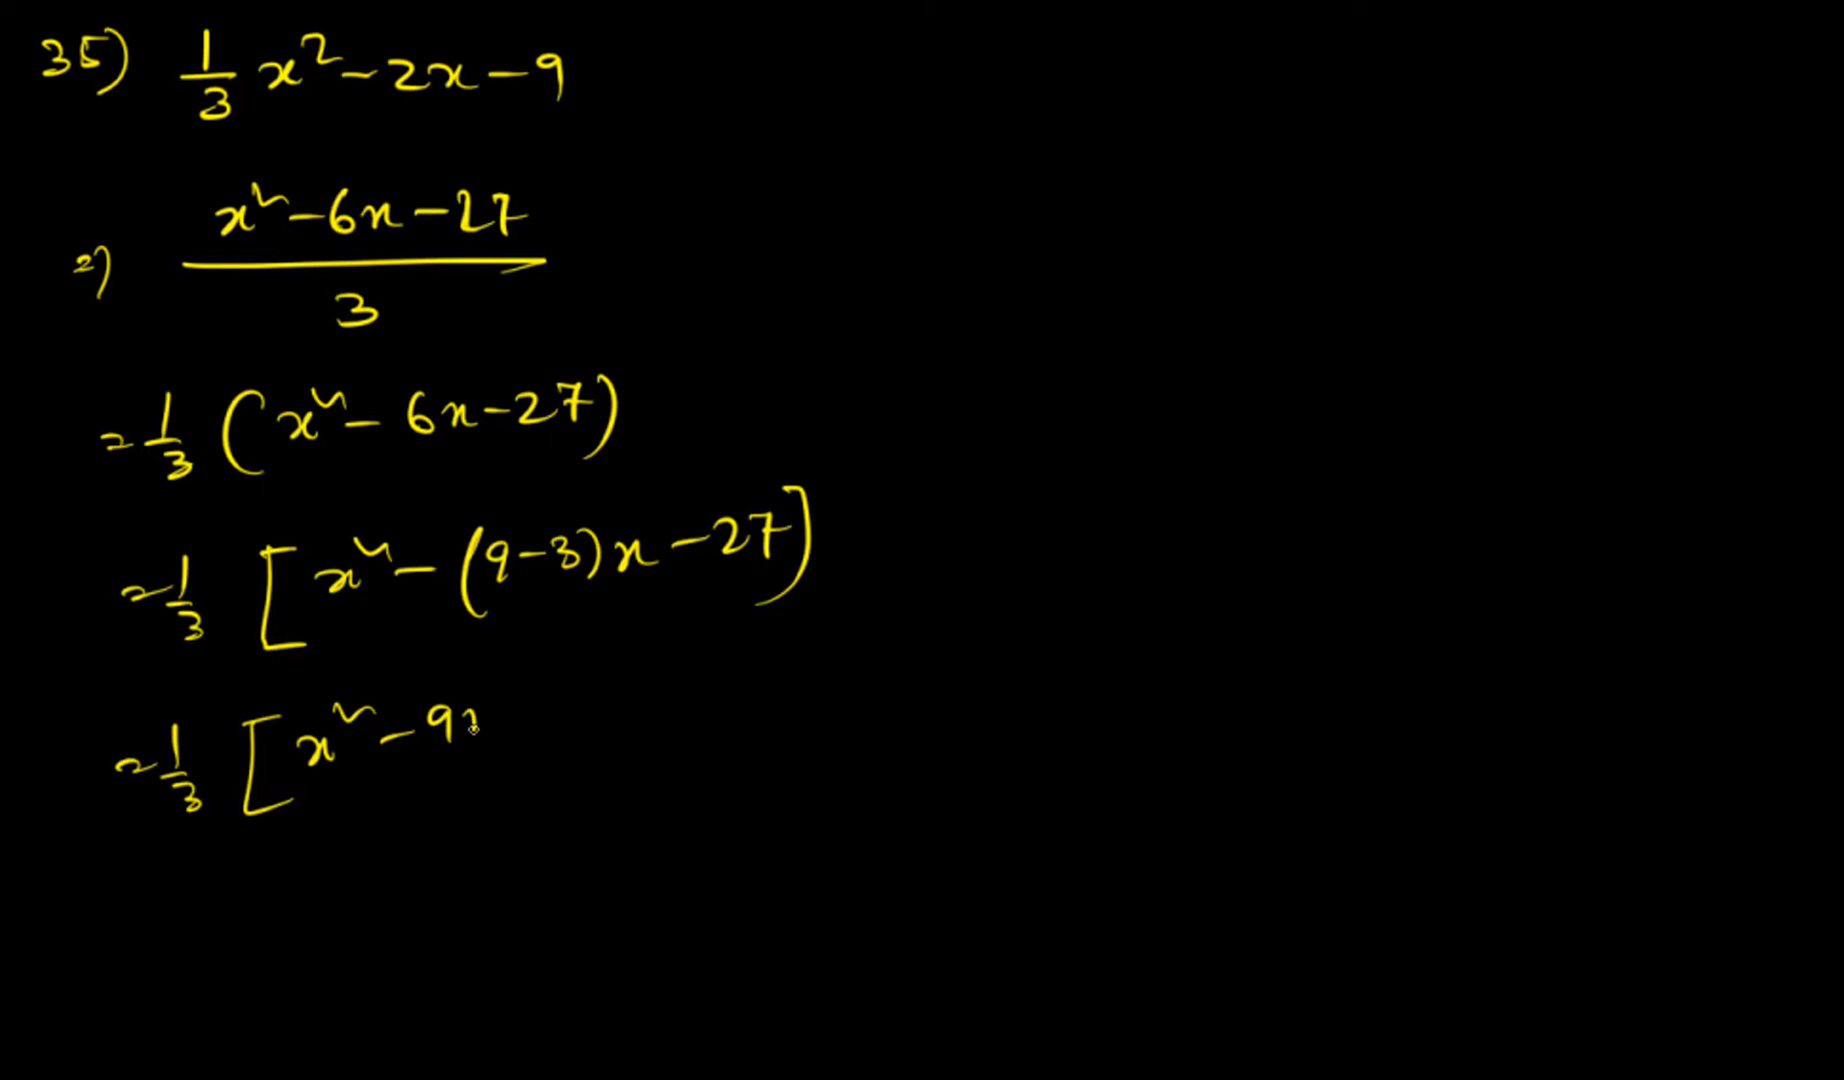 35) 1/3 x² - 2x - 9
⇒) x² - 6x - 27 / 3
= 1/3 (x² - 6x - 27)
= 1/3 [x² - (9-3)x - 27]
= 1/3 [x² - 9